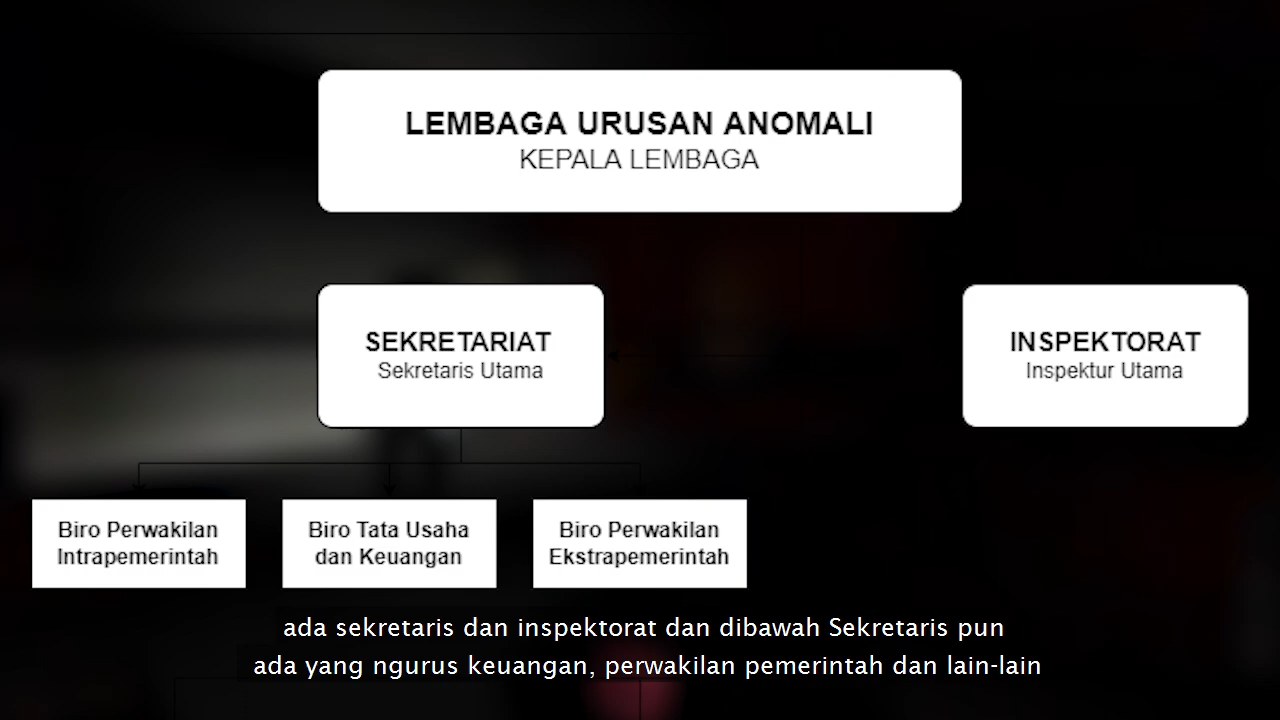 LEMBAGA URUSAN ANOMALI
KEPALA LEMBAGA
SEKRETARIAT
Sekretaris Utama
INSPEKTORAT
Inspektur Utama
Biro Perwakilan
Intrapemerintah
Biro Tata Usaha
dan Keuangan
Biro Perwakilan
Ekstrapemerintah
ada sekretaris dan inspektorat dan dibawah Sekretaris pun
ada yang ngurus keuangan, perwakilan pemerintah dan lain-lain